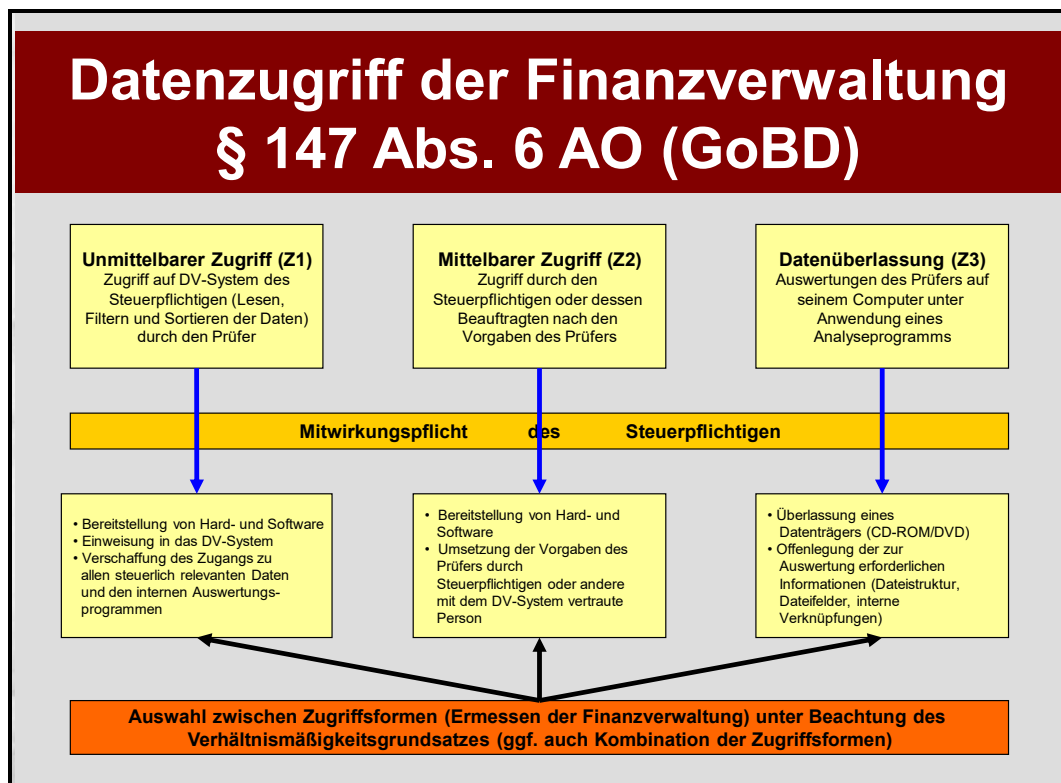 Datenzugriff der Finanzverwaltung
§ 147 Abs. 6 AO (GoBD)
Unmittelbarer Zugriff (Z1)
Zugriff auf DV-System des
Steuerpflichtigen (Lesen,
Filtern und Sortieren der Daten)
durch den Prüfer
Mittelbarer Zugriff (Z2)
Zugriff durch den
Steuerpflichtigen oder dessen
Beauftragten nach den
Vorgaben des Prüfers
Datenüberlassung (Z3)
Auswertungen des Prüfers auf
seinem Computer unter
Anwendung eines
Analyseprogramms
Mitwirkungspflicht des Steuerpflichtigen
• Bereitstellung von Hard- und Software
• Einweisung in das DV-System
• Verschaffung des Zugangs zu
allen steuerlich relevanten Daten
und den internen Auswertungs-
programmen
• Bereitstellung von Hard- und
Software
• Umsetzung der Vorgaben des
Prüfers durch
Steuerpflichtigen oder andere
mit dem DV-System vertraute
Person
• Überlassung eines
Datenträgers (CD-ROM/DVD)
• Offenlegung der zur
Auswertung erforderlichen
Informationen (Dateistruktur,
Dateifelder, interne
Verknüpfungen)
Auswahl zwischen Zugriffsformen (Ermessen der Finanzverwaltung) unter Beachtung des
Verhältnismäßigkeitsgrundsatzes (ggf. auch Kombination der Zugriffsformen)